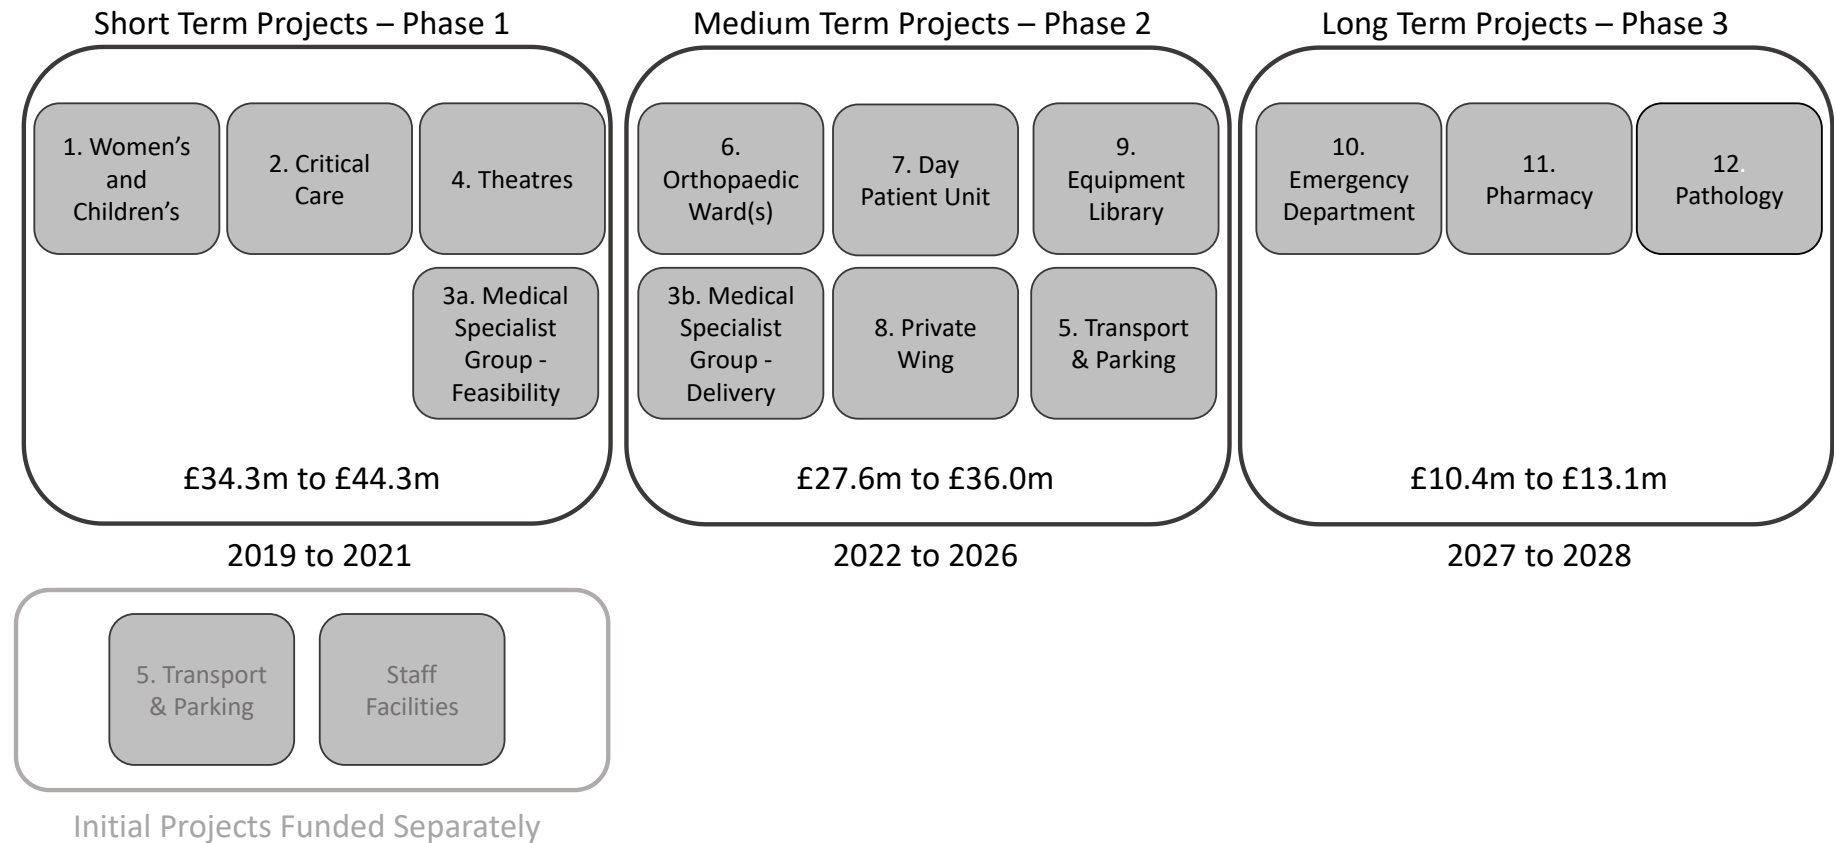 Short Term Projects – Phase 1
1. Women's
and
Children's
2. Critical
Care
4. Theatres
3a. Medical
Specialist
Group -
Feasibility
£34.3m to £44.3m
2019 to 2021
Medium Term Projects – Phase 2
6.
Orthopaedic
Ward(s)
7. Day
Patient Unit
9.
Equipment
Library
3b. Medical
Specialist
Group -
Delivery
8. Private
Wing
5. Transport
& Parking
£27.6m to £36.0m
2022 to 2026
Long Term Projects – Phase 3
10.
Emergency
Department
11.
Pharmacy
12.
Pathology
£10.4m to £13.1m
2027 to 2028
5. Transport
& Parking
Staff
Facilities
Initial Projects Funded Separately